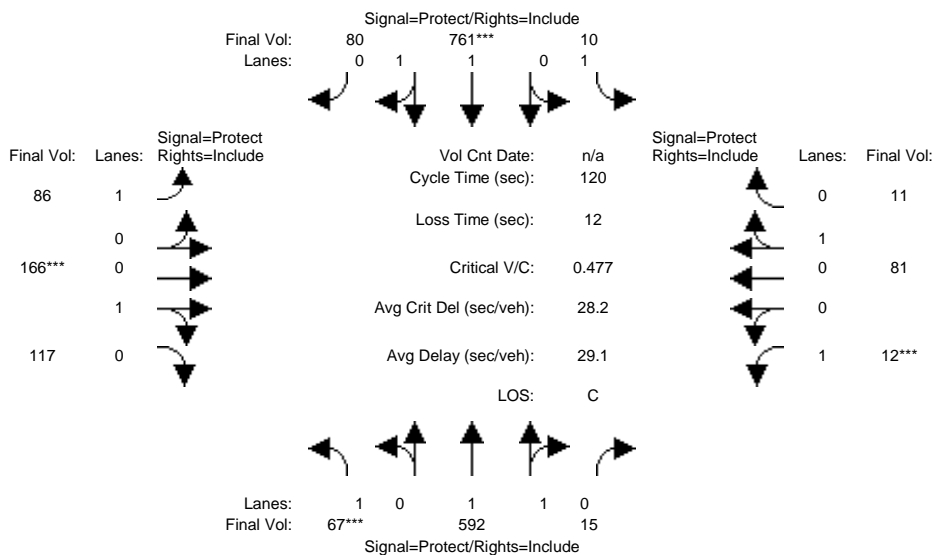 Signal=Protect/Rights=Include
Final Vol: 80 761*** 10
Lanes: 0 1 1 0 1
Signal=Protect
Final Vol: Lanes: Rights=Include
Vol Cnt Date: n/a
Signal=Protect
Rights=Include Lanes: Final Vol:
Cycle Time (sec): 120
86 1
0 11
Loss Time (sec): 12
0
1
166*** 0
Critical V/C: 0.477
0 81
1
Avg Crit Del (sec/veh): 28.2
0
117 0
Avg Delay (sec/veh): 29.1
1 12***
LOS: C
Lanes: 1 0 1 1 0
Final Vol: 67*** 592 15
Signal=Protect/Rights=Include